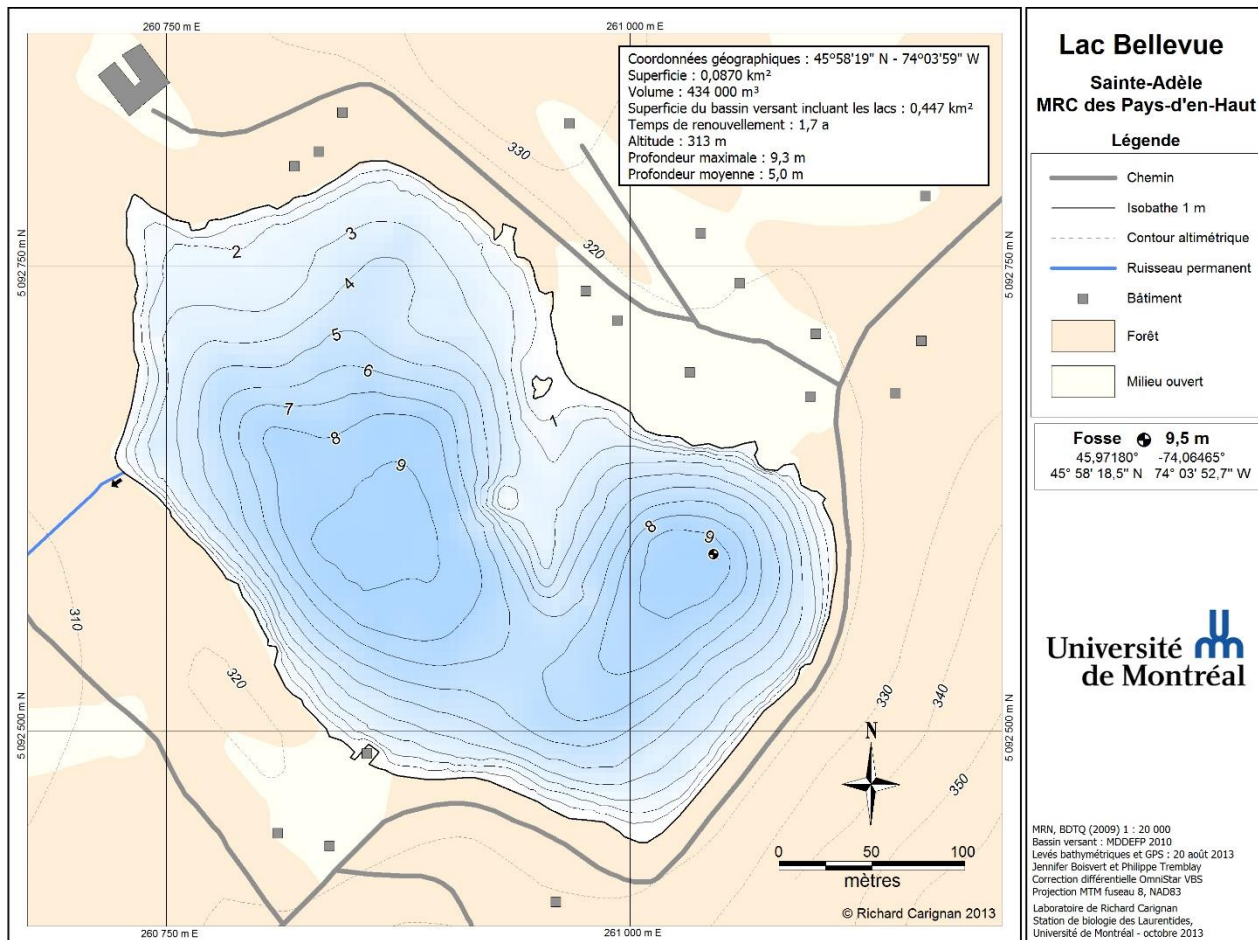 260 750 m E
261 000 m E
Coordonnées géographiques : 45°58'19" N - 74°03'59" W
Superficie : 0,0870 km²
Volume : 434 000 m³
Superficie du bassin versant incluant les lacs : 0,447 km²
Temps de renouvellement : 1,7 a
Altitude : 313 m
Profondeur maximale : 9,3 m
Profondeur moyenne : 5,0 m
330
320
5 092 750 m N
5 092 750 m N
2
3
4
5
6
7
8
9
1
8
9
310
320
330
340
350
5 092 500 m N
5 092 500 m N
N
0 50 100
mètres
© Richard Carignan 2013
260 750 m E
261 000 m E
Lac Bellevue
Sainte-Adèle
MRC des Pays-d'en-Haut
Légende
Chemin
Isobathe 1 m
Contour altimétrique
Ruisseau permanent
Bâtiment
Forêt
Milieu ouvert
Fosse 9,5 m
45,97180° -74,06465°
45° 58' 18,5" N 74° 03' 52,7" W
Université
de Montréal
MRN, BDTQ (2009) 1 : 20 000
Bassin versant : MDDEFP 2010
Levés bathymétriques et GPS : 20 août 2013
Jennifer Boisvert et Philippe Tremblay
Correction différentielle OmniStar VBS
Projection MTM fuseau 8, NAD83
Laboratoire de Richard Carignan
Station de biologie des Laurentides,
Université de Montréal - octobre 2013